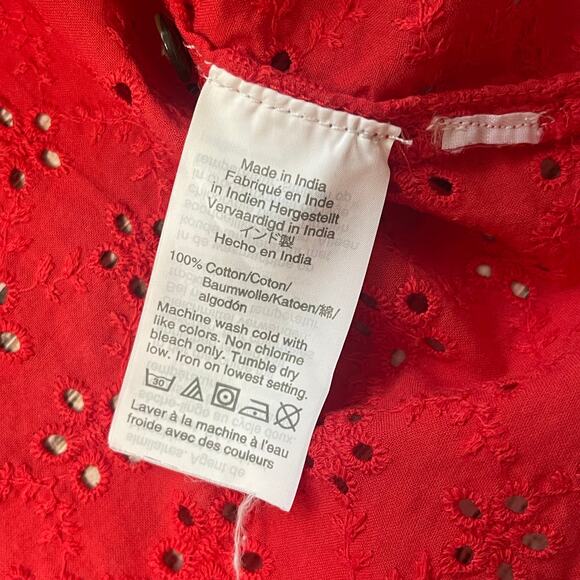 Made in India
Fabriqué en Inde
in Indien Hergestellt
Vervaardigd in India
インド製
Hecho en India
100% Cotton/Coton/
Baumwolle/Katoen/綿/
algodón
Machine wash cold with
like colors. Non chlorine
bleach only. Tumble dry
low. Iron on lowest setting.
30
Laver à la machine à l'eau
froide avec des couleurs